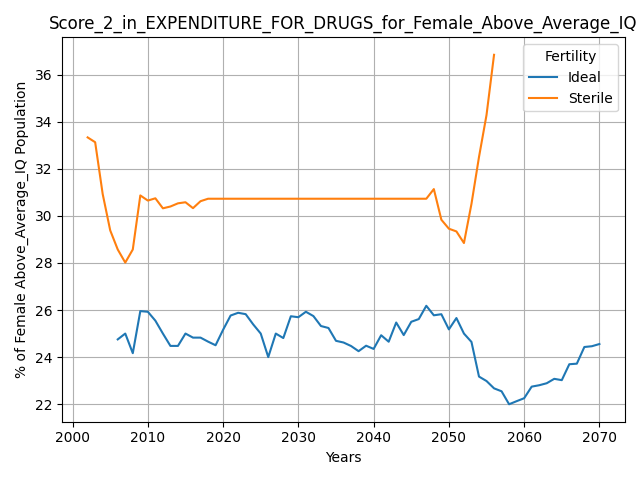 Score_2_in_EXPENDITURE_FOR_DRUGS_for_Female_Above_Average_IQ
Fertility
Ideal
Sterile
% of Female Above_Average_IQ Population
36
34
32
30
28
26
24
22
2000 2010 2020 2030 2040 2050 2060 2070
Years